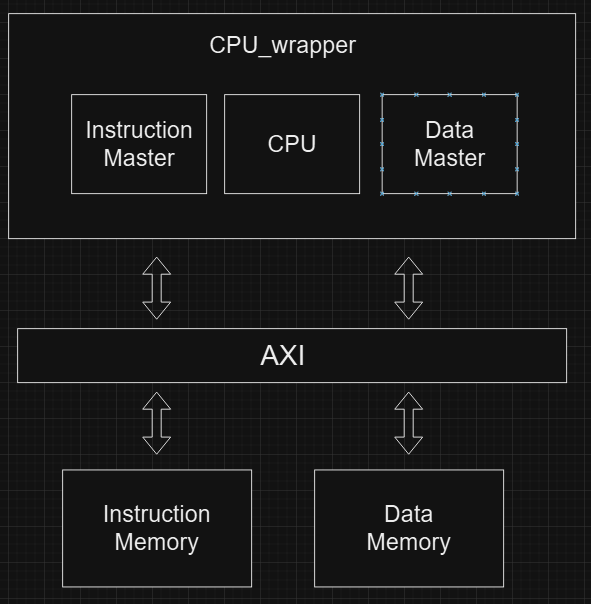 CPU_wrapper
Instruction
Master
CPU
Data
Master
AXI
Instruction
Memory
Data
Memory